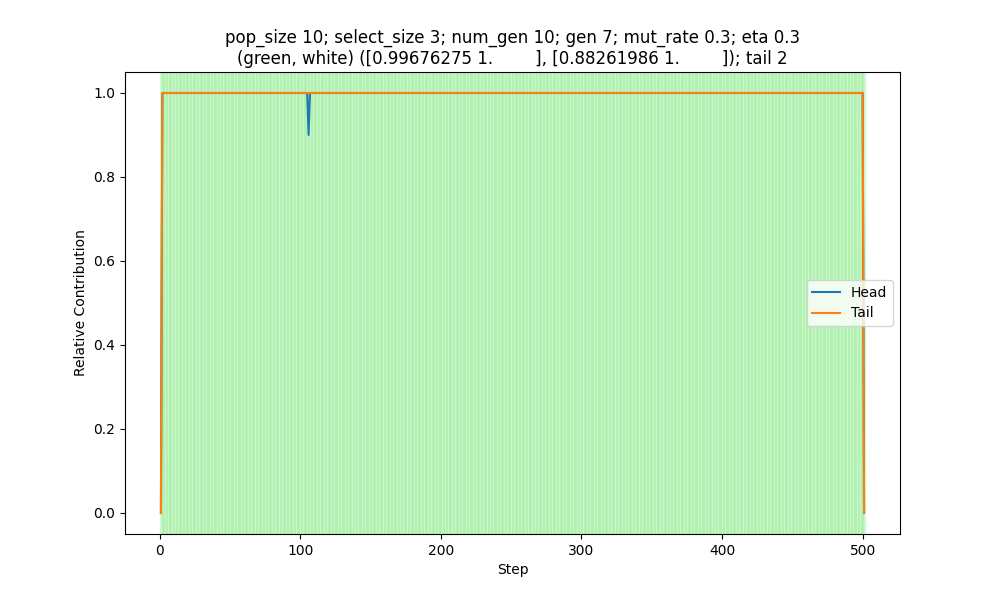 pop_size 10; select_size 3; num_gen 10; gen 7; mut_rate 0.3; eta 0.3
(green, white) ([0.99676275 1.         ], [0.88261986 1.         ]); tail 2
1.0
0.8
0.6
0.4
0.2
0.0
Relative Contribution
Head
Tail
0
100
200
300
400
500
Step